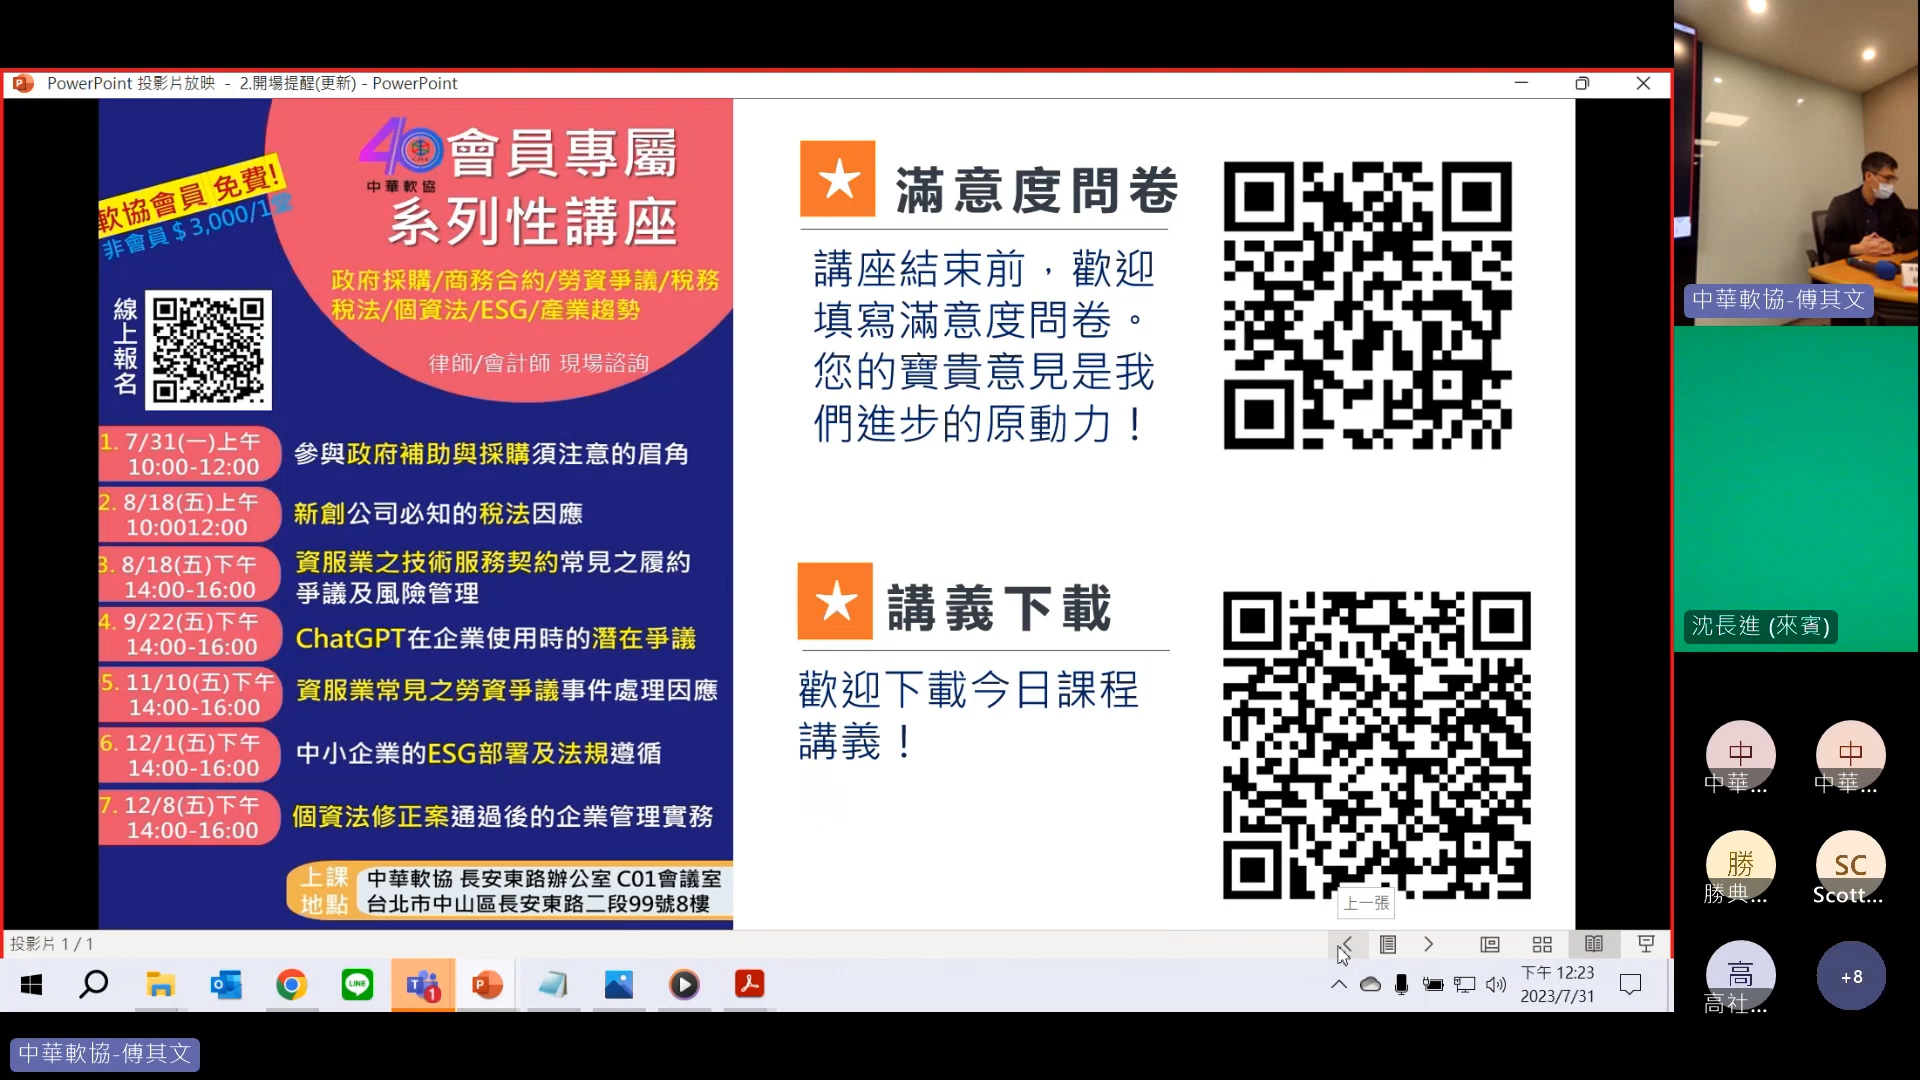 PowerPoint 投影片放映 - 2.開場提醒(更新) - PowerPoint
軟協會員 免費!
非會員$3,000/1堂
40
中華軟協
會員專屬
系列性講座
政府採購/商務合約/勞資爭議/稅務
稅法/個資法/ESG/產業趨勢
律師/會計師 現場諮詢
線上報名
1. 7/31(一)上午
10:00-12:00
參與政府補助與採購須注意的眉角
2. 8/18(五)上午
10:0012:00
新創公司必知的稅法因應
3. 8/18(五)下午
14:00-16:00
資服業之技術服務契約常見之履約
爭議及風險管理
4. 9/22(五)下午
14:00-16:00
ChatGPT在企業使用時的潛在爭議
5. 11/10(五)下午
14:00-16:00
資服業常見之勞資爭議事件處理因應
6. 12/1(五)下午
14:00-16:00
中小企業的ESG部署及法規遵循
7. 12/8(五)下午
14:00-16:00
個資法修正案通過後的企業管理實務
上課
地點
中華軟協 長安東路辦公室 C01會議室
台北市中山區長安東路二段99號8樓
滿意度問卷
講座結束前，歡迎
填寫滿意度問卷。
您的寶貴意見是我
們進步的原動力！
講義下載
歡迎下載今日課程
講義！
上一張
投影片 1 / 1
LINE
1
下午 12:23
2023/7/31
中華軟協-傅其文
中華軟協-傅其文
沈長進 (來賓)
中
中華...
中
中華...
勝
勝典...
SC
Scott...
高
高社...
+8